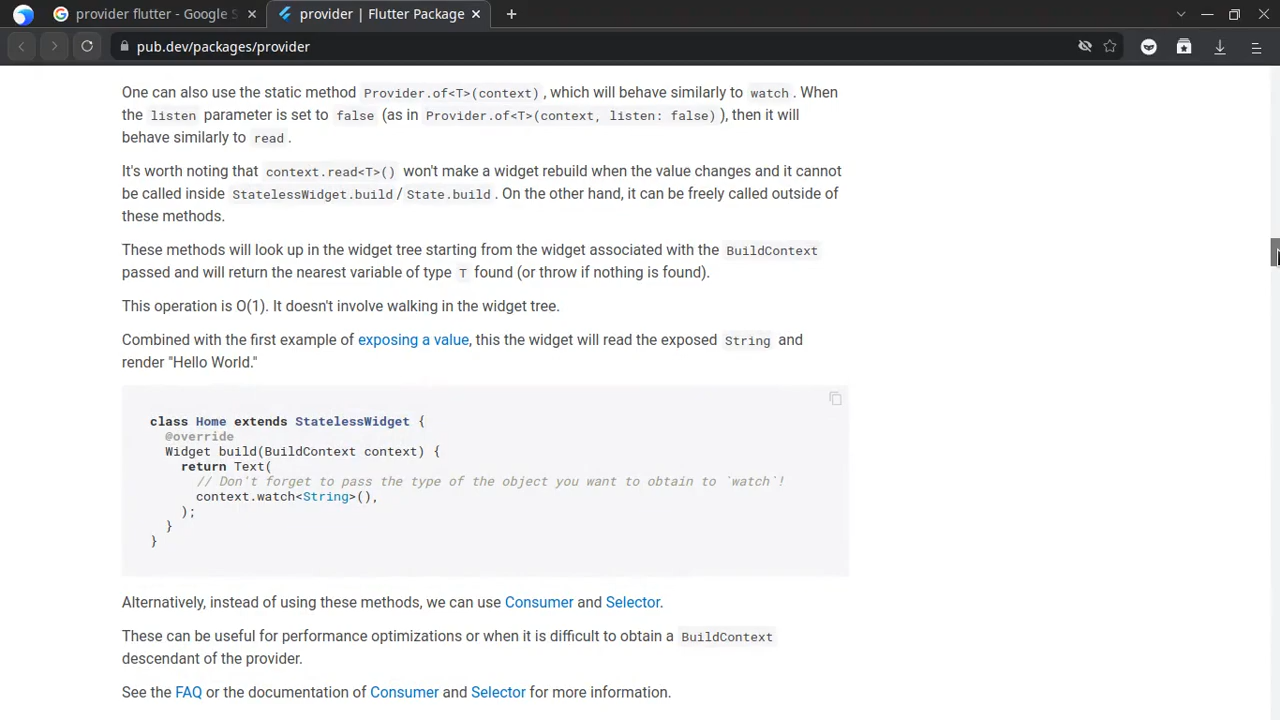 provider flutter - Google S
provider | Flutter Package
pub.dev/packages/provider
One can also use the static method Provider.of<T>(context), which will behave similarly to watch. When
the listen parameter is set to false (as in Provider.of<T>(context, listen: false)), then it will
behave similarly to read.
It's worth noting that context.read<T>() won't make a widget rebuild when the value changes and it cannot
be called inside StatelessWidget.build/State.build. On the other hand, it can be freely called outside of
these methods.
These methods will look up in the widget tree starting from the widget associated with the BuildContext
passed and will return the nearest variable of type T found (or throw if nothing is found).
This operation is O(1). It doesn't involve walking in the widget tree.
Combined with the first example of exposing a value, this the widget will read the exposed String and
render "Hello World."
class Home extends StatelessWidget {
@override
Widget build(BuildContext context) {
return Text(
// Don't forget to pass the type of the object you want to obtain to `watch`!
context.watch<String>(),
);
}
}
Alternatively, instead of using these methods, we can use Consumer and Selector.
These can be useful for performance optimizations or when it is difficult to obtain a BuildContext
descendant of the provider.
See the FAQ or the documentation of Consumer and Selector for more information.